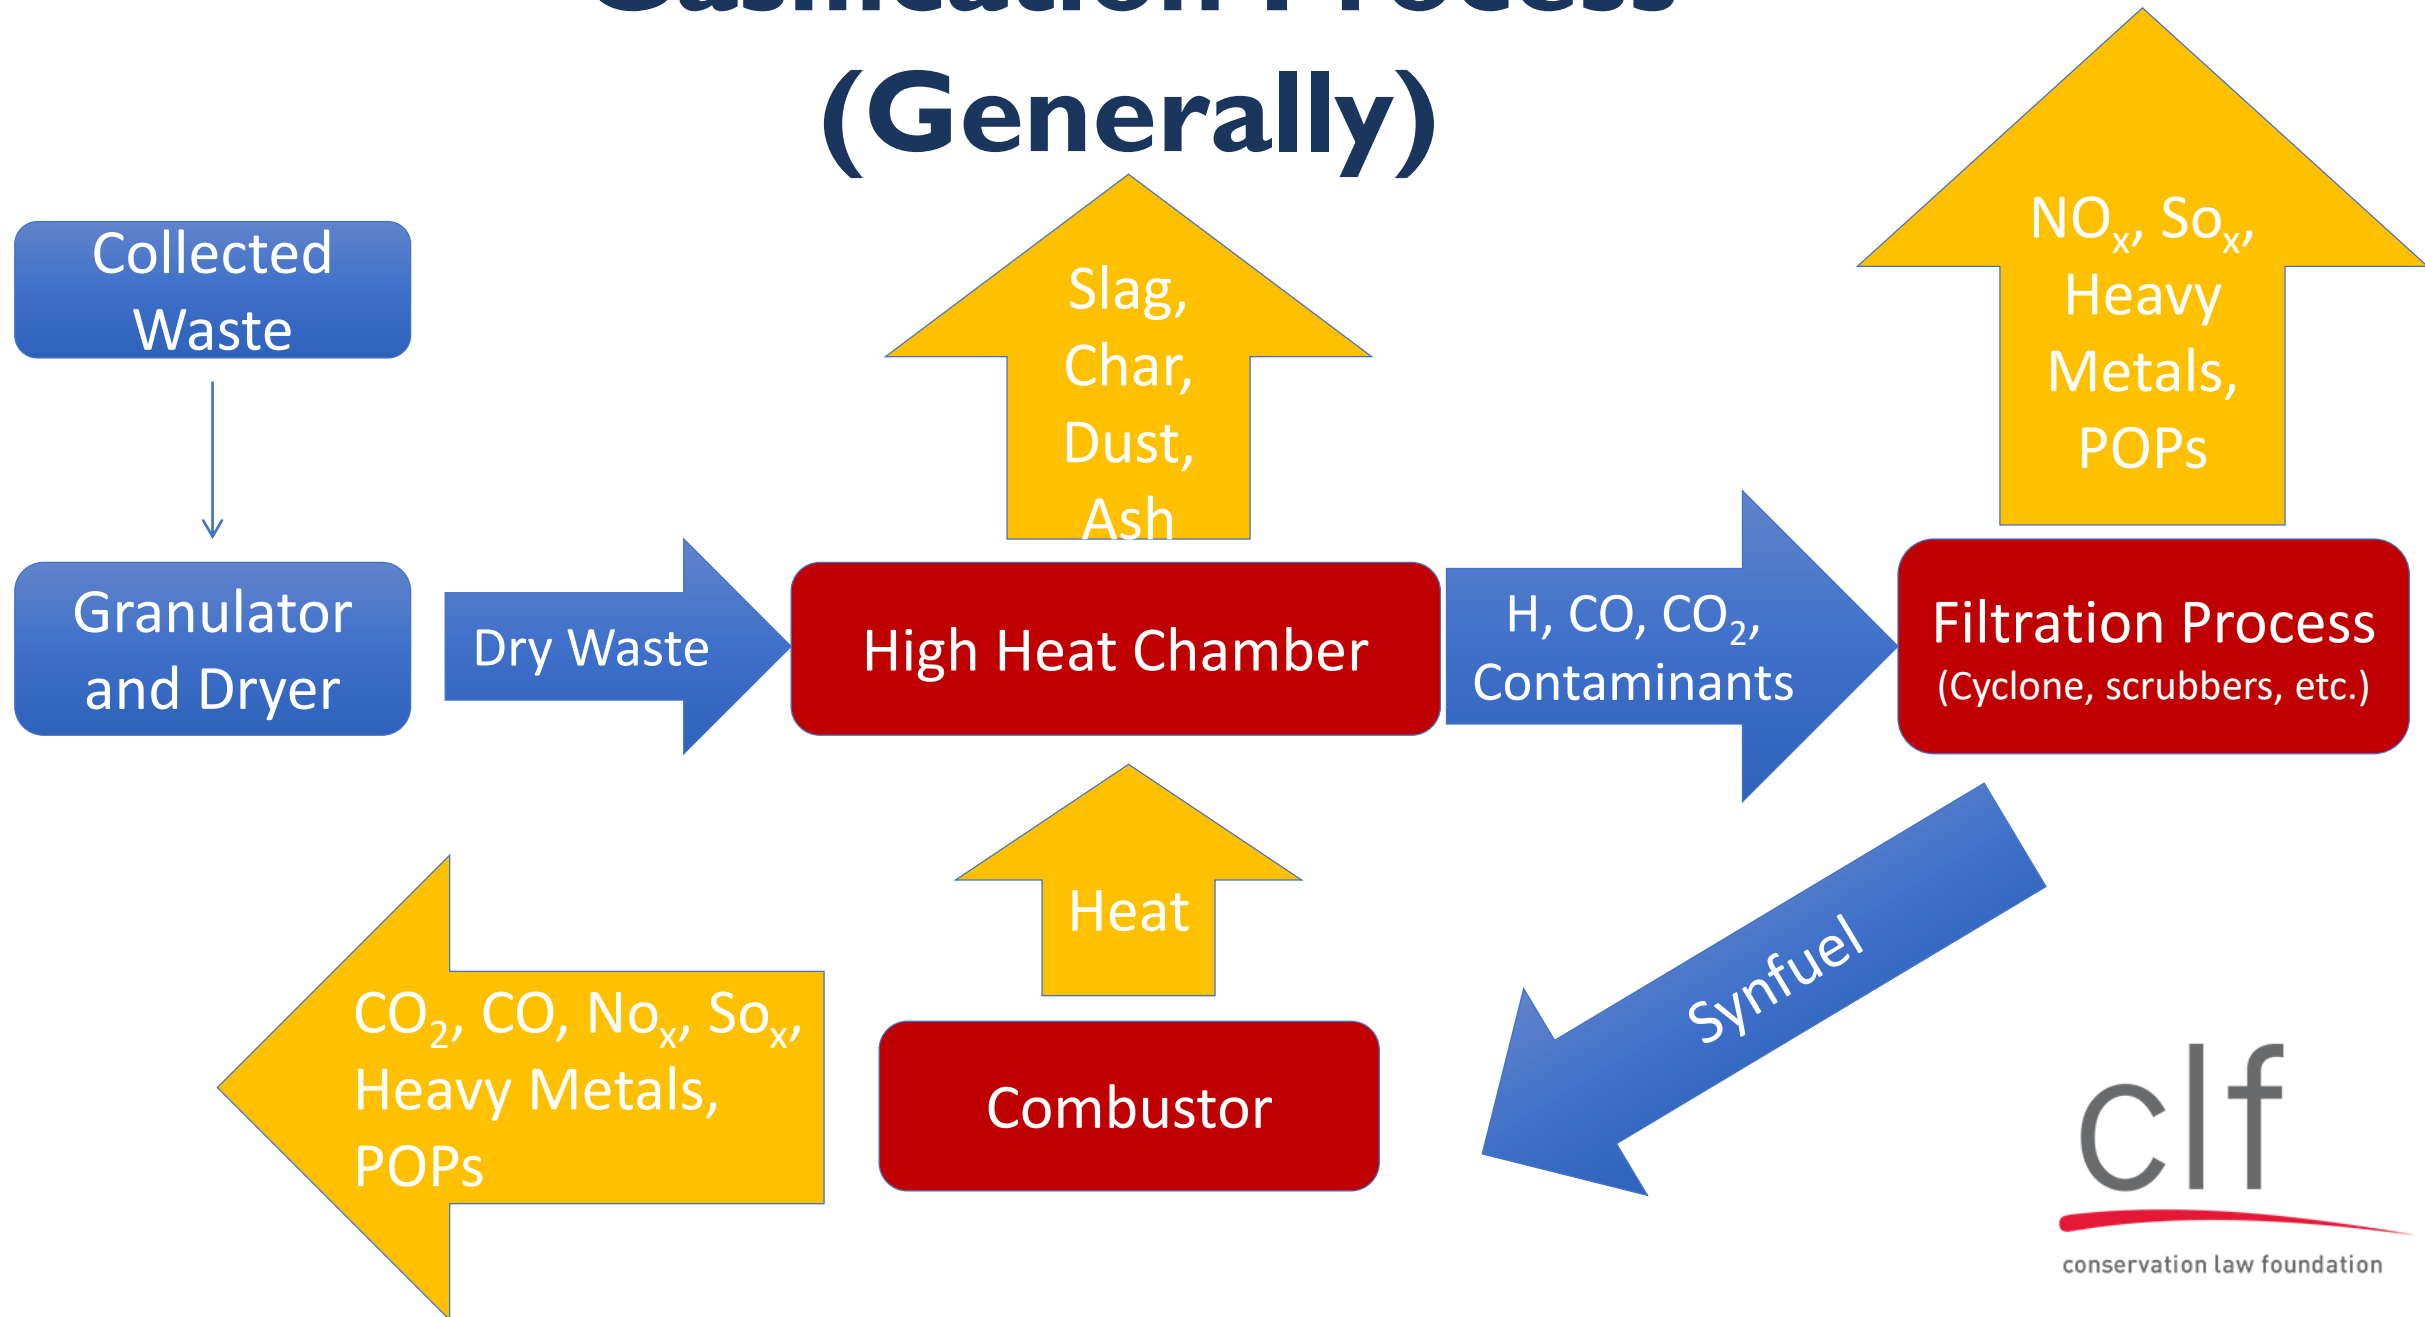 Gasification Process
(Generally)
Collected
Waste
Granulator
and Dryer
Dry Waste
Slag,
Char,
Dust,
Ash
High Heat Chamber
H, CO, CO₂,
Contaminants
NOₓ, Soₓ,
Heavy
Metals,
POPs
Filtration Process
(Cyclone, scrubbers, etc.)
Synfuel
Heat
Combustor
CO₂, CO, Noₓ, Soₓ,
Heavy Metals,
POPs
clf
conservation law foundation